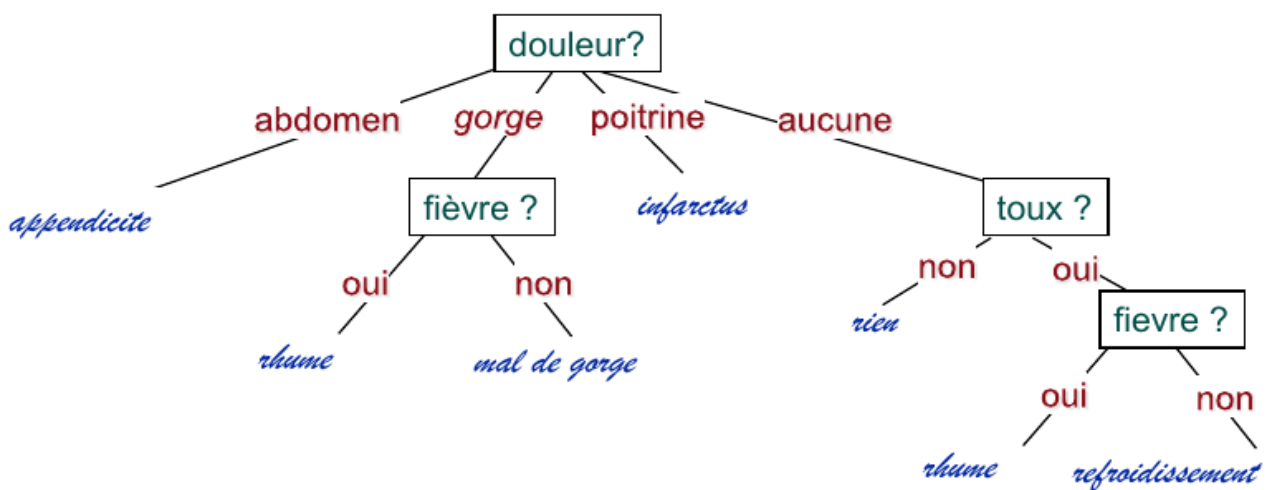 douleur?
abdomen gorge poitrine aucune
appendicite fièvre ? infarctus toux ?
oui non non oui
rien fievre ?
rhume mal de gorge
oui non
rhume refroidissement